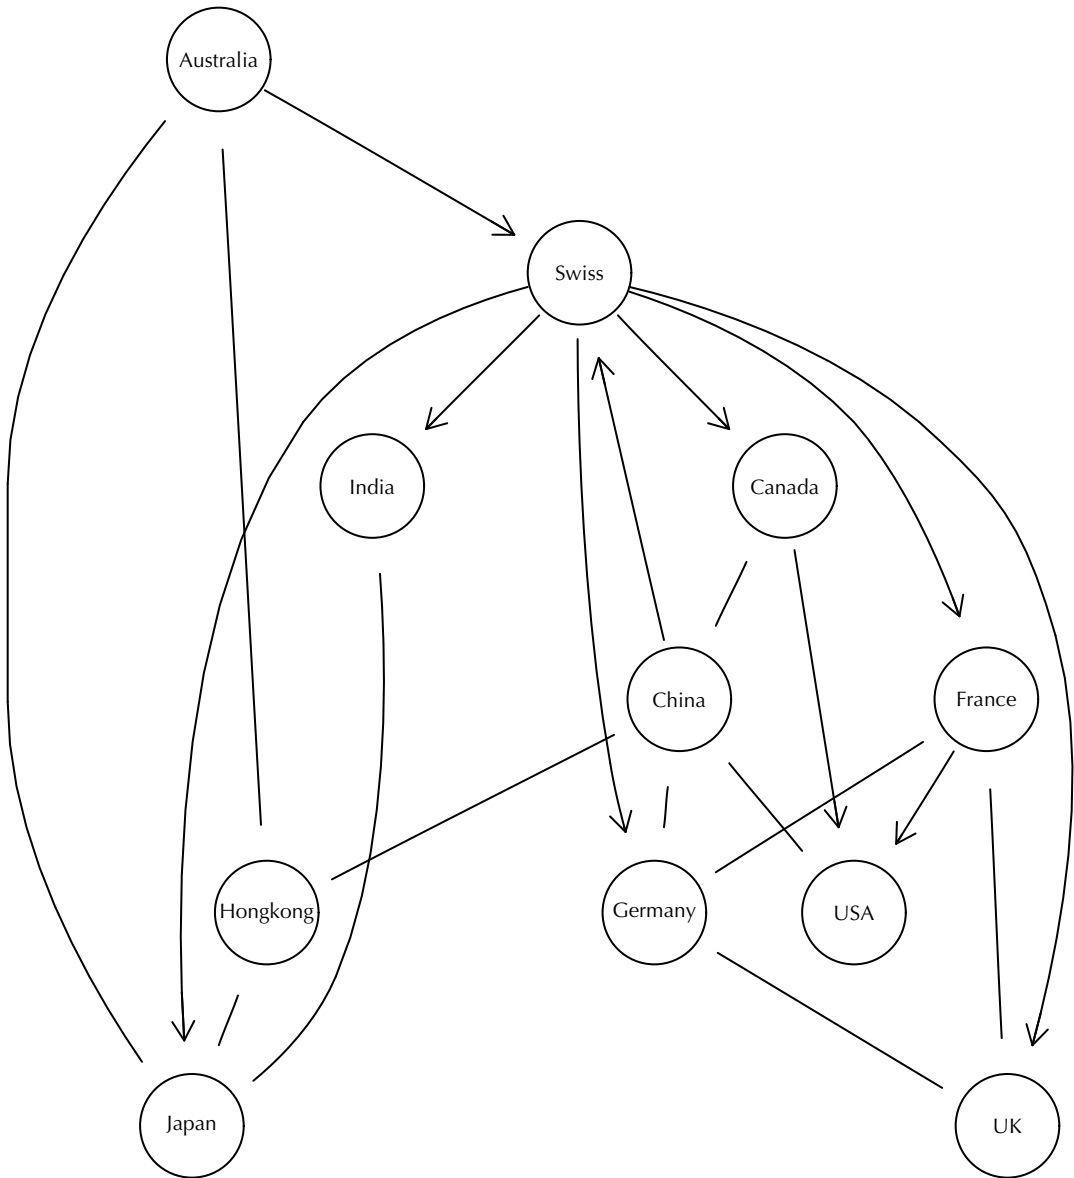 Australia
Swiss
India
Canada
China
France
Hongkong
Germany
USA
Japan
UK